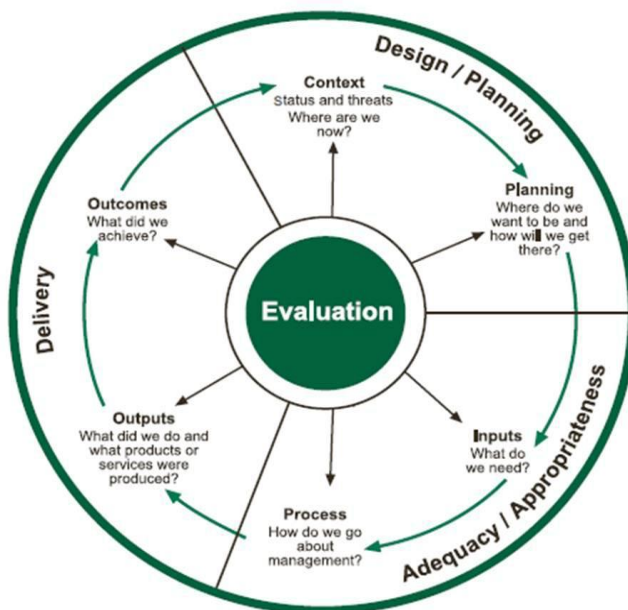 Design / Planning
Context
Status and threats
Where are we
now?
Planning
Where do we
want to be and
how will we get
there?
Outcomes
What did we
achieve?
Evaluation
Delivery
Outputs
What did we do and
what products or
services were
produced?
Inputs
What do
we need?
Process
How do we go
about
management?
Adequacy / Appropriateness